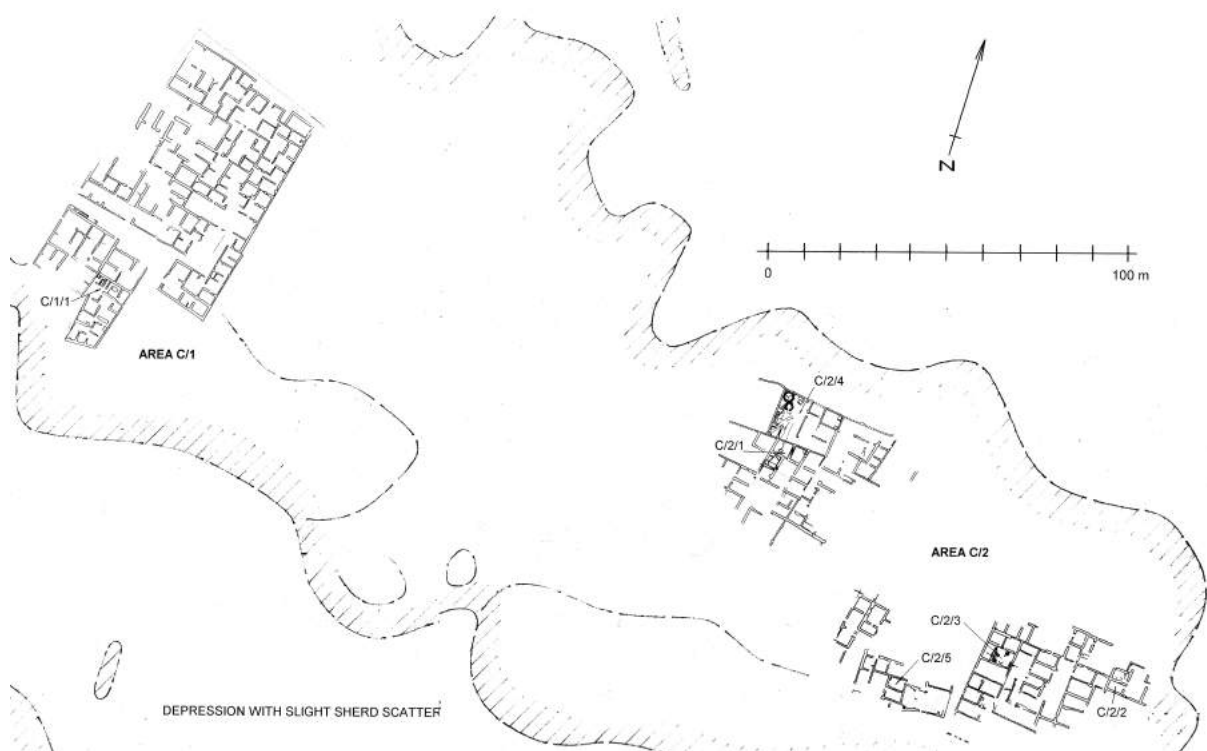 N
0
100 m
C/1/1
AREA C/1
C/2/4
C/2/1
AREA C/2
C/2/3
C/2/5
C/2/2
DEPRESSION WITH SLIGHT SHERD SCATTER